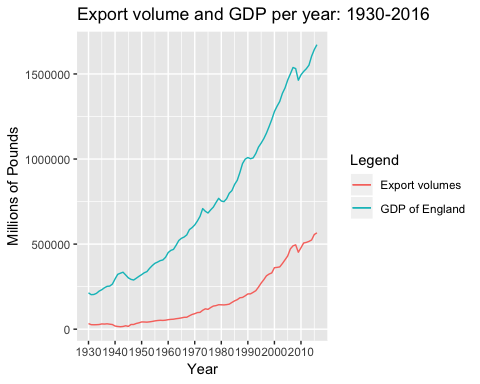 Export volume and GDP per year: 1930-2016
Millions of Pounds
1500000
1000000
500000
0
1930 1940 1950 1960 1970 1980 1990 2000 2010
Year
Legend
Export volumes
GDP of England